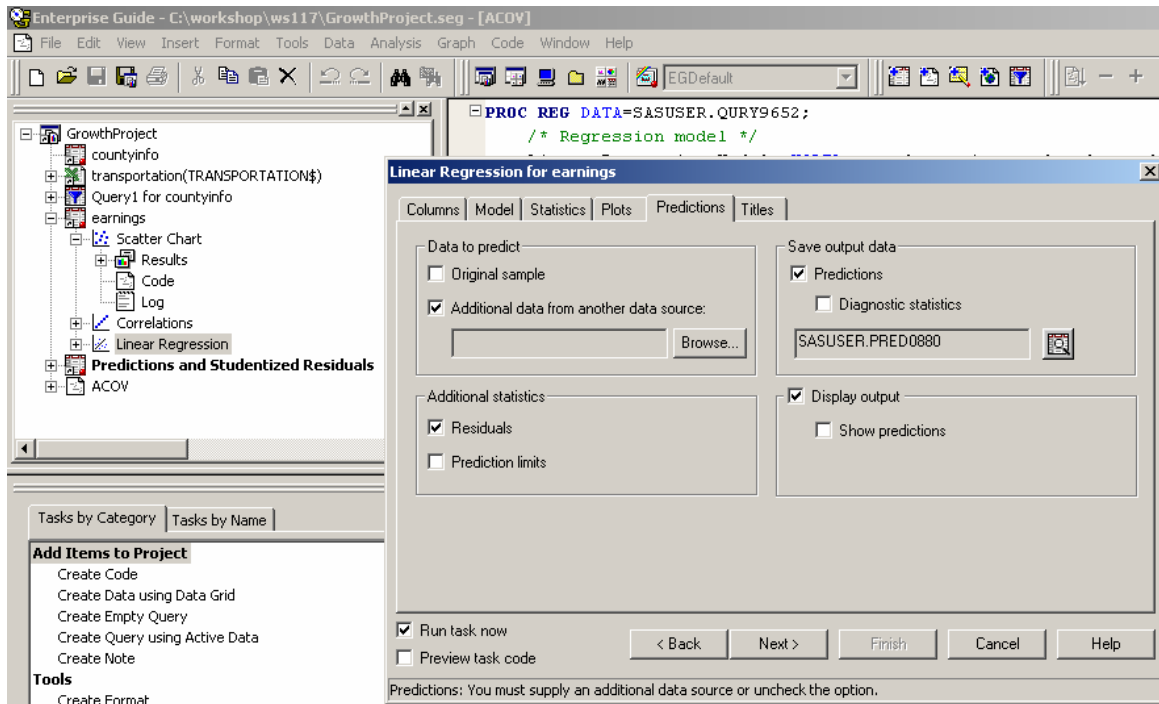 Enterprise Guide - C:\workshop\ws117\GrowthProject.seg - [ACOV]
File Edit View Insert Format Tools Data Analysis Graph Code Window Help
EGDefault
GrowthProject
countyinfo
transportation(TRANSPORTATION$)
Query1 for countyinfo
earnings
Scatter Chart
Results
Code
Log
Correlations
Linear Regression
Predictions and Studentized Residuals
ACOV
PROC REG DATA=SASUSER.QURY9652;
/* Regression model */
Linear Regression for earnings
Columns Model Statistics Plots Predictions Titles
Data to predict
Original sample
Additional data from another data source:
Browse...
Additional statistics
Residuals
Prediction limits
Save output data
Predictions
Diagnostic statistics
SASUSER.PRED0880
Display output
Show predictions
Run task now
Preview task code
< Back Next > Finish Cancel Help
Predictions: You must supply an additional data source or uncheck the option.
Tasks by Category Tasks by Name
Add Items to Project
Create Code
Create Data using Data Grid
Create Empty Query
Create Query using Active Data
Create Note
Tools
Create Format